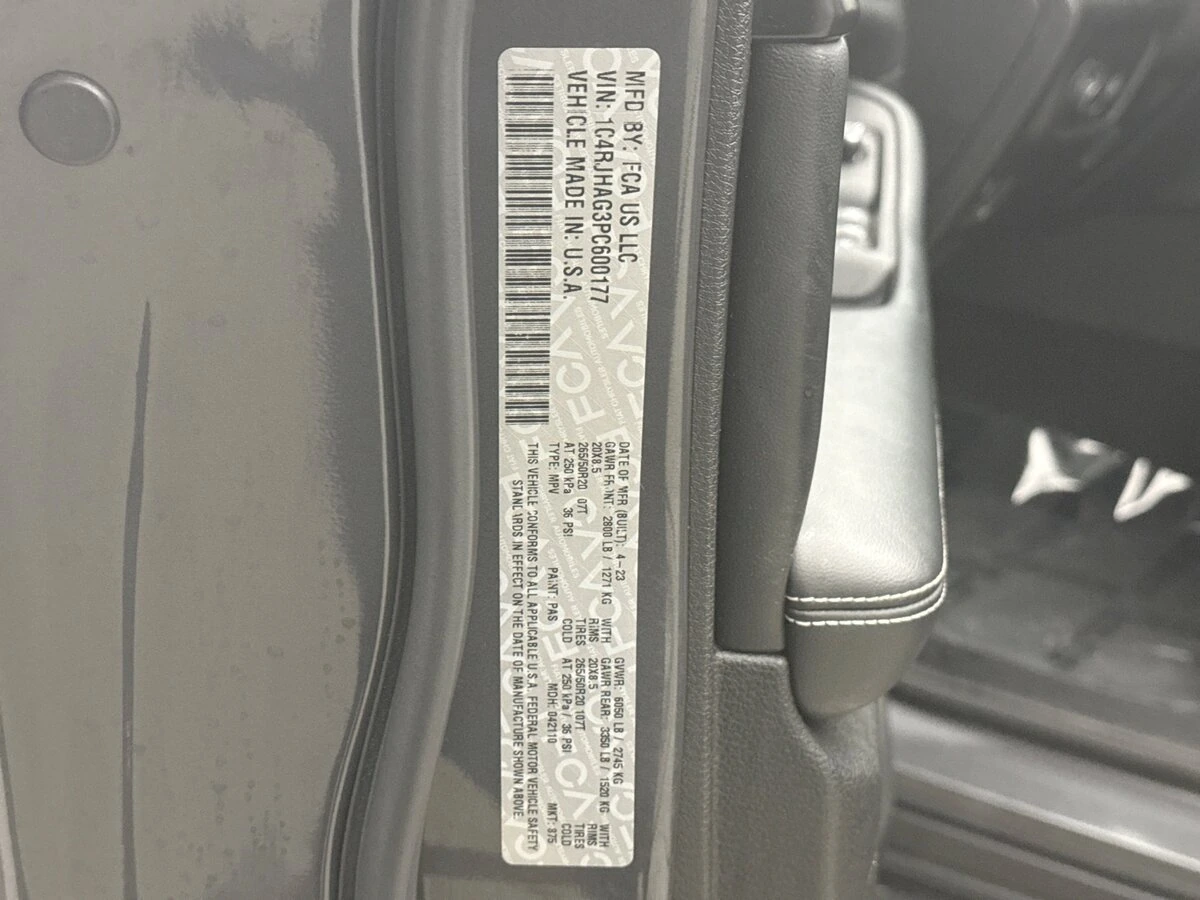 MFD BY: FCA US LLC
VIN: 1C4RJHAG3PC600177
VEHICLE MADE IN: U.S.A.
DATE OF MFR (BUILT): 4-23 GVWR: 6050 LB / 2745 KG
GAWR FRONT: 2800 LB / 1271 KG WITH GAWR REAR: 3350 LB / 1520 KG WITH
20X8.5 RIMS 20X8.5 RIMS
265/50R20 07T TIRES 265/50R20 107T TIRES
AT 250 kPa 36 PSI COLD AT 250 kPa / 36 PSI COLD
TYPE: MPV PAINT: PAS MDH: 042110 MKT: 875
THIS VEHICLE CONFORMS TO ALL APPLICABLE U.S.A. FEDERAL MOTOR VEHICLE SAFETY
STANDARDS IN EFFECT ON THE DATE OF MANUFACTURE SHOWN ABOVE.